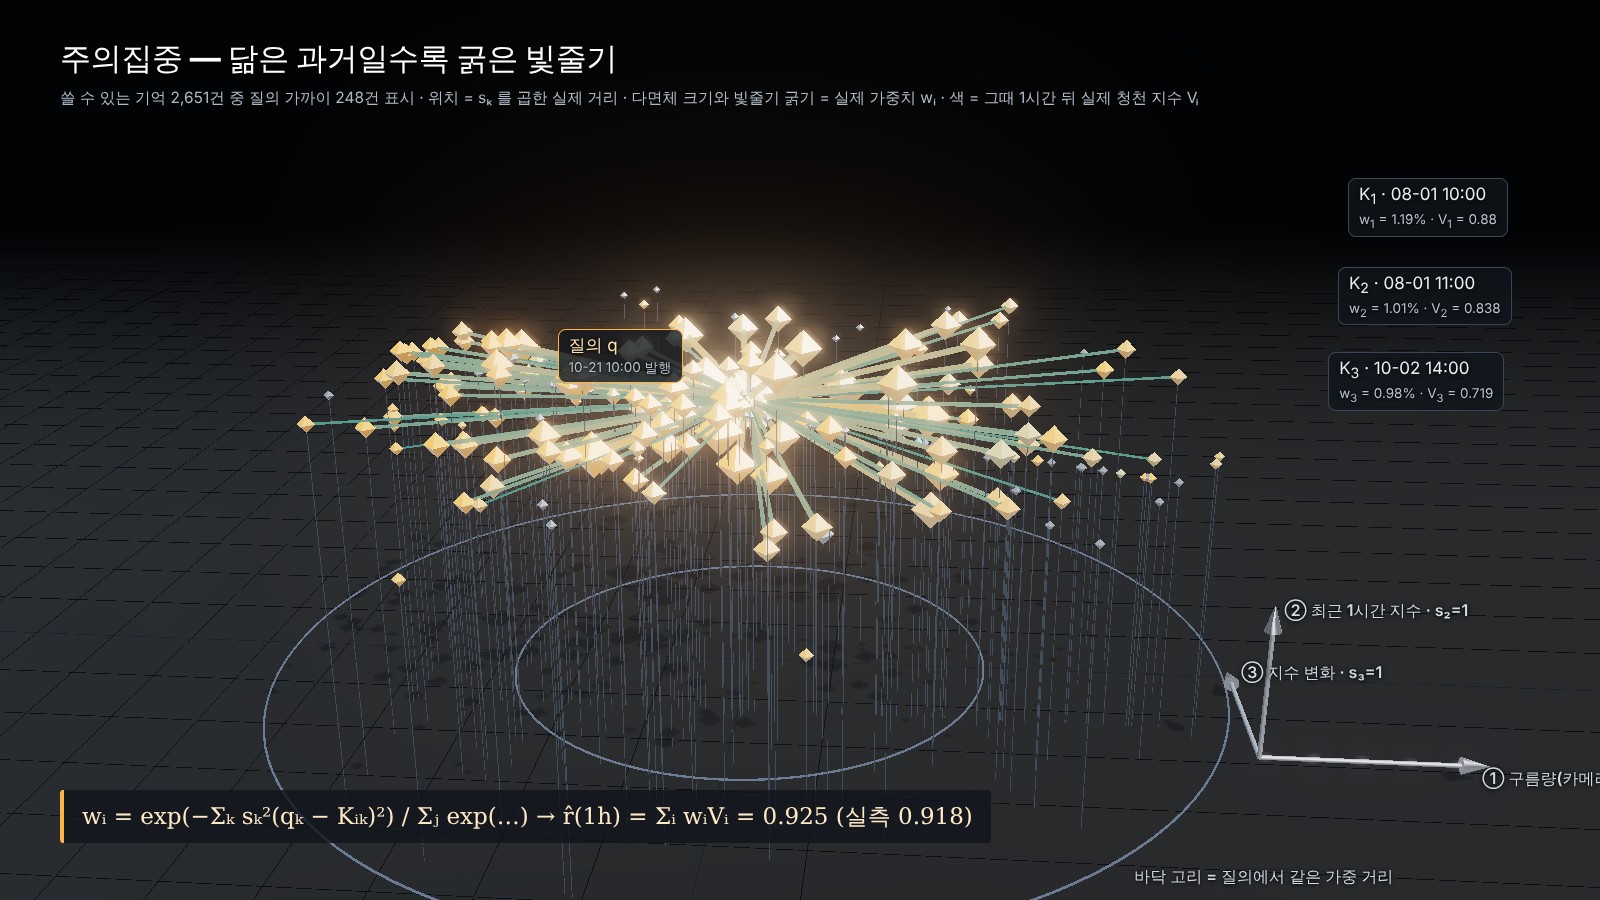 주의집중 — 닮은 과거일수록 굵은 빛줄기
쓸 수 있는 기억 2,651건 중 질의 가까이 248건 표시 · 위치 = sₖ 를 곱한 실제 거리 · 다면체 크기와 빛줄기 굵기 = 실제 가중치 wᵢ · 색 = 그때 1시간 뒤 실제 청천 지수 Vᵢ
K₁ · 08-01 10:00
w₁ = 1.19% · V₁ = 0.88
K₂ · 08-01 11:00
w₂ = 1.01% · V₂ = 0.838
질의 q
10-21 10:00 발행
K₃ · 10-02 14:00
w₃ = 0.98% · V₃ = 0.719
② 최근 1시간 지수 · s₂=1
③ 지수 변화 · s₃=1
① 구름량(카메라
wᵢ = exp(−Σₖ sₖ²(qₖ − Kᵢₖ)²) / Σⱼ exp(…) → r̂(1h) = Σᵢ wᵢVᵢ = 0.925 (실측 0.918)
바닥 고리 = 질의에서 같은 가중 거리